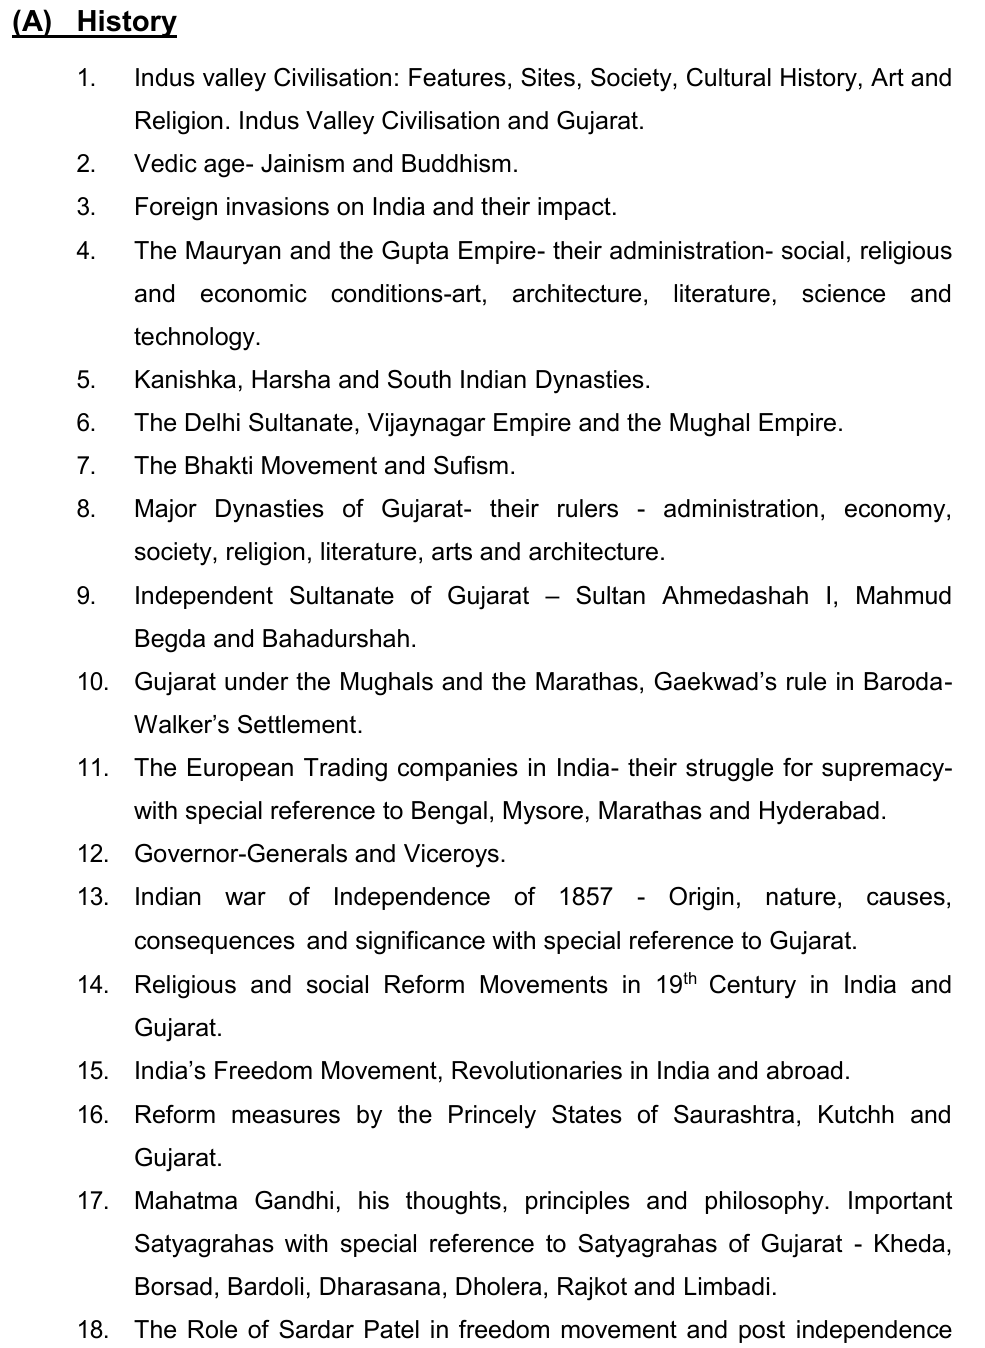 (A) History
1. Indus valley Civilisation: Features, Sites, Society, Cultural History, Art and
Religion. Indus Valley Civilisation and Gujarat.
2. Vedic age- Jainism and Buddhism.
3. Foreign invasions on India and their impact.
4. The Mauryan and the Gupta Empire- their administration- social, religious
and economic conditions-art, architecture, literature, science and
technology.
5. Kanishka, Harsha and South Indian Dynasties.
6. The Delhi Sultanate, Vijaynagar Empire and the Mughal Empire.
7. The Bhakti Movement and Sufism.
8. Major Dynasties of Gujarat- their rulers - administration, economy,
society, religion, literature, arts and architecture.
9. Independent Sultanate of Gujarat – Sultan Ahmedashah I, Mahmud
Begda and Bahadurshah.
10. Gujarat under the Mughals and the Marathas, Gaekwad’s rule in Baroda-
Walker’s Settlement.
11. The European Trading companies in India- their struggle for supremacy-
with special reference to Bengal, Mysore, Marathas and Hyderabad.
12. Governor-Generals and Viceroys.
13. Indian war of Independence of 1857 - Origin, nature, causes,
consequences and significance with special reference to Gujarat.
14. Religious and social Reform Movements in 19th Century in India and
Gujarat.
15. India’s Freedom Movement, Revolutionaries in India and abroad.
16. Reform measures by the Princely States of Saurashtra, Kutchh and
Gujarat.
17. Mahatma Gandhi, his thoughts, principles and philosophy. Important
Satyagrahas with special reference to Satyagrahas of Gujarat - Kheda,
Borsad, Bardoli, Dharasana, Dholera, Rajkot and Limbadi.
18. The Role of Sardar Patel in freedom movement and post independence